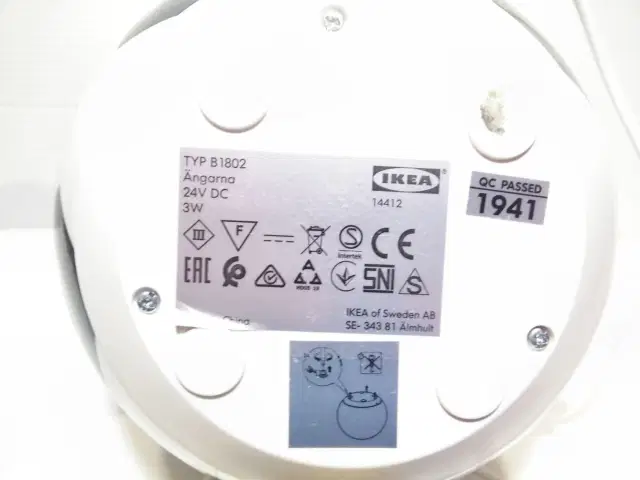 TYP B1802
Ängarna
24V DC
3W
IKEA
14412
QC PASSED
1941
III
F
S
Intertek
CE
EAC
SNI
S
China
IKEA of Sweden AB
SE- 343 81 Älmhult